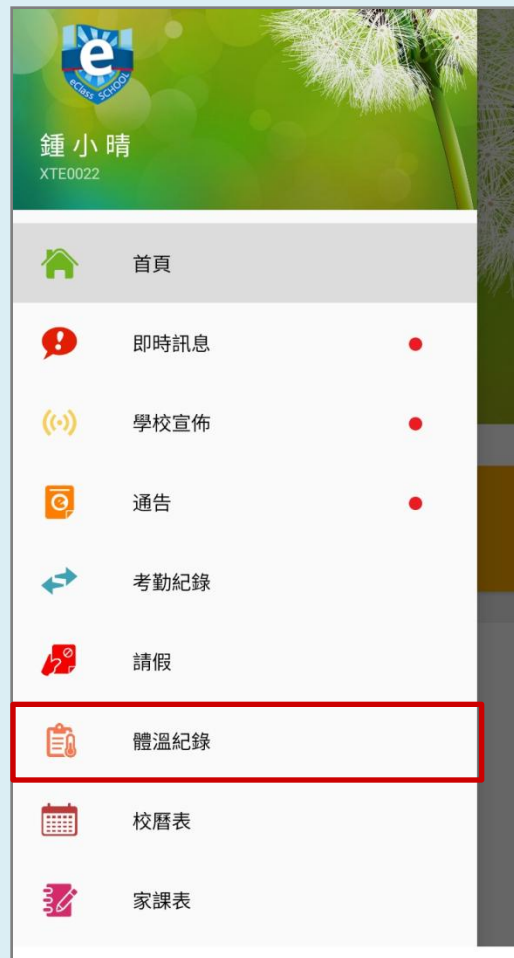 e
eClass SCHOOL
鍾小晴
XTE0022
首頁
即時訊息
學校宣佈
通告
考勤紀錄
請假
體溫紀錄
校曆表
家課表